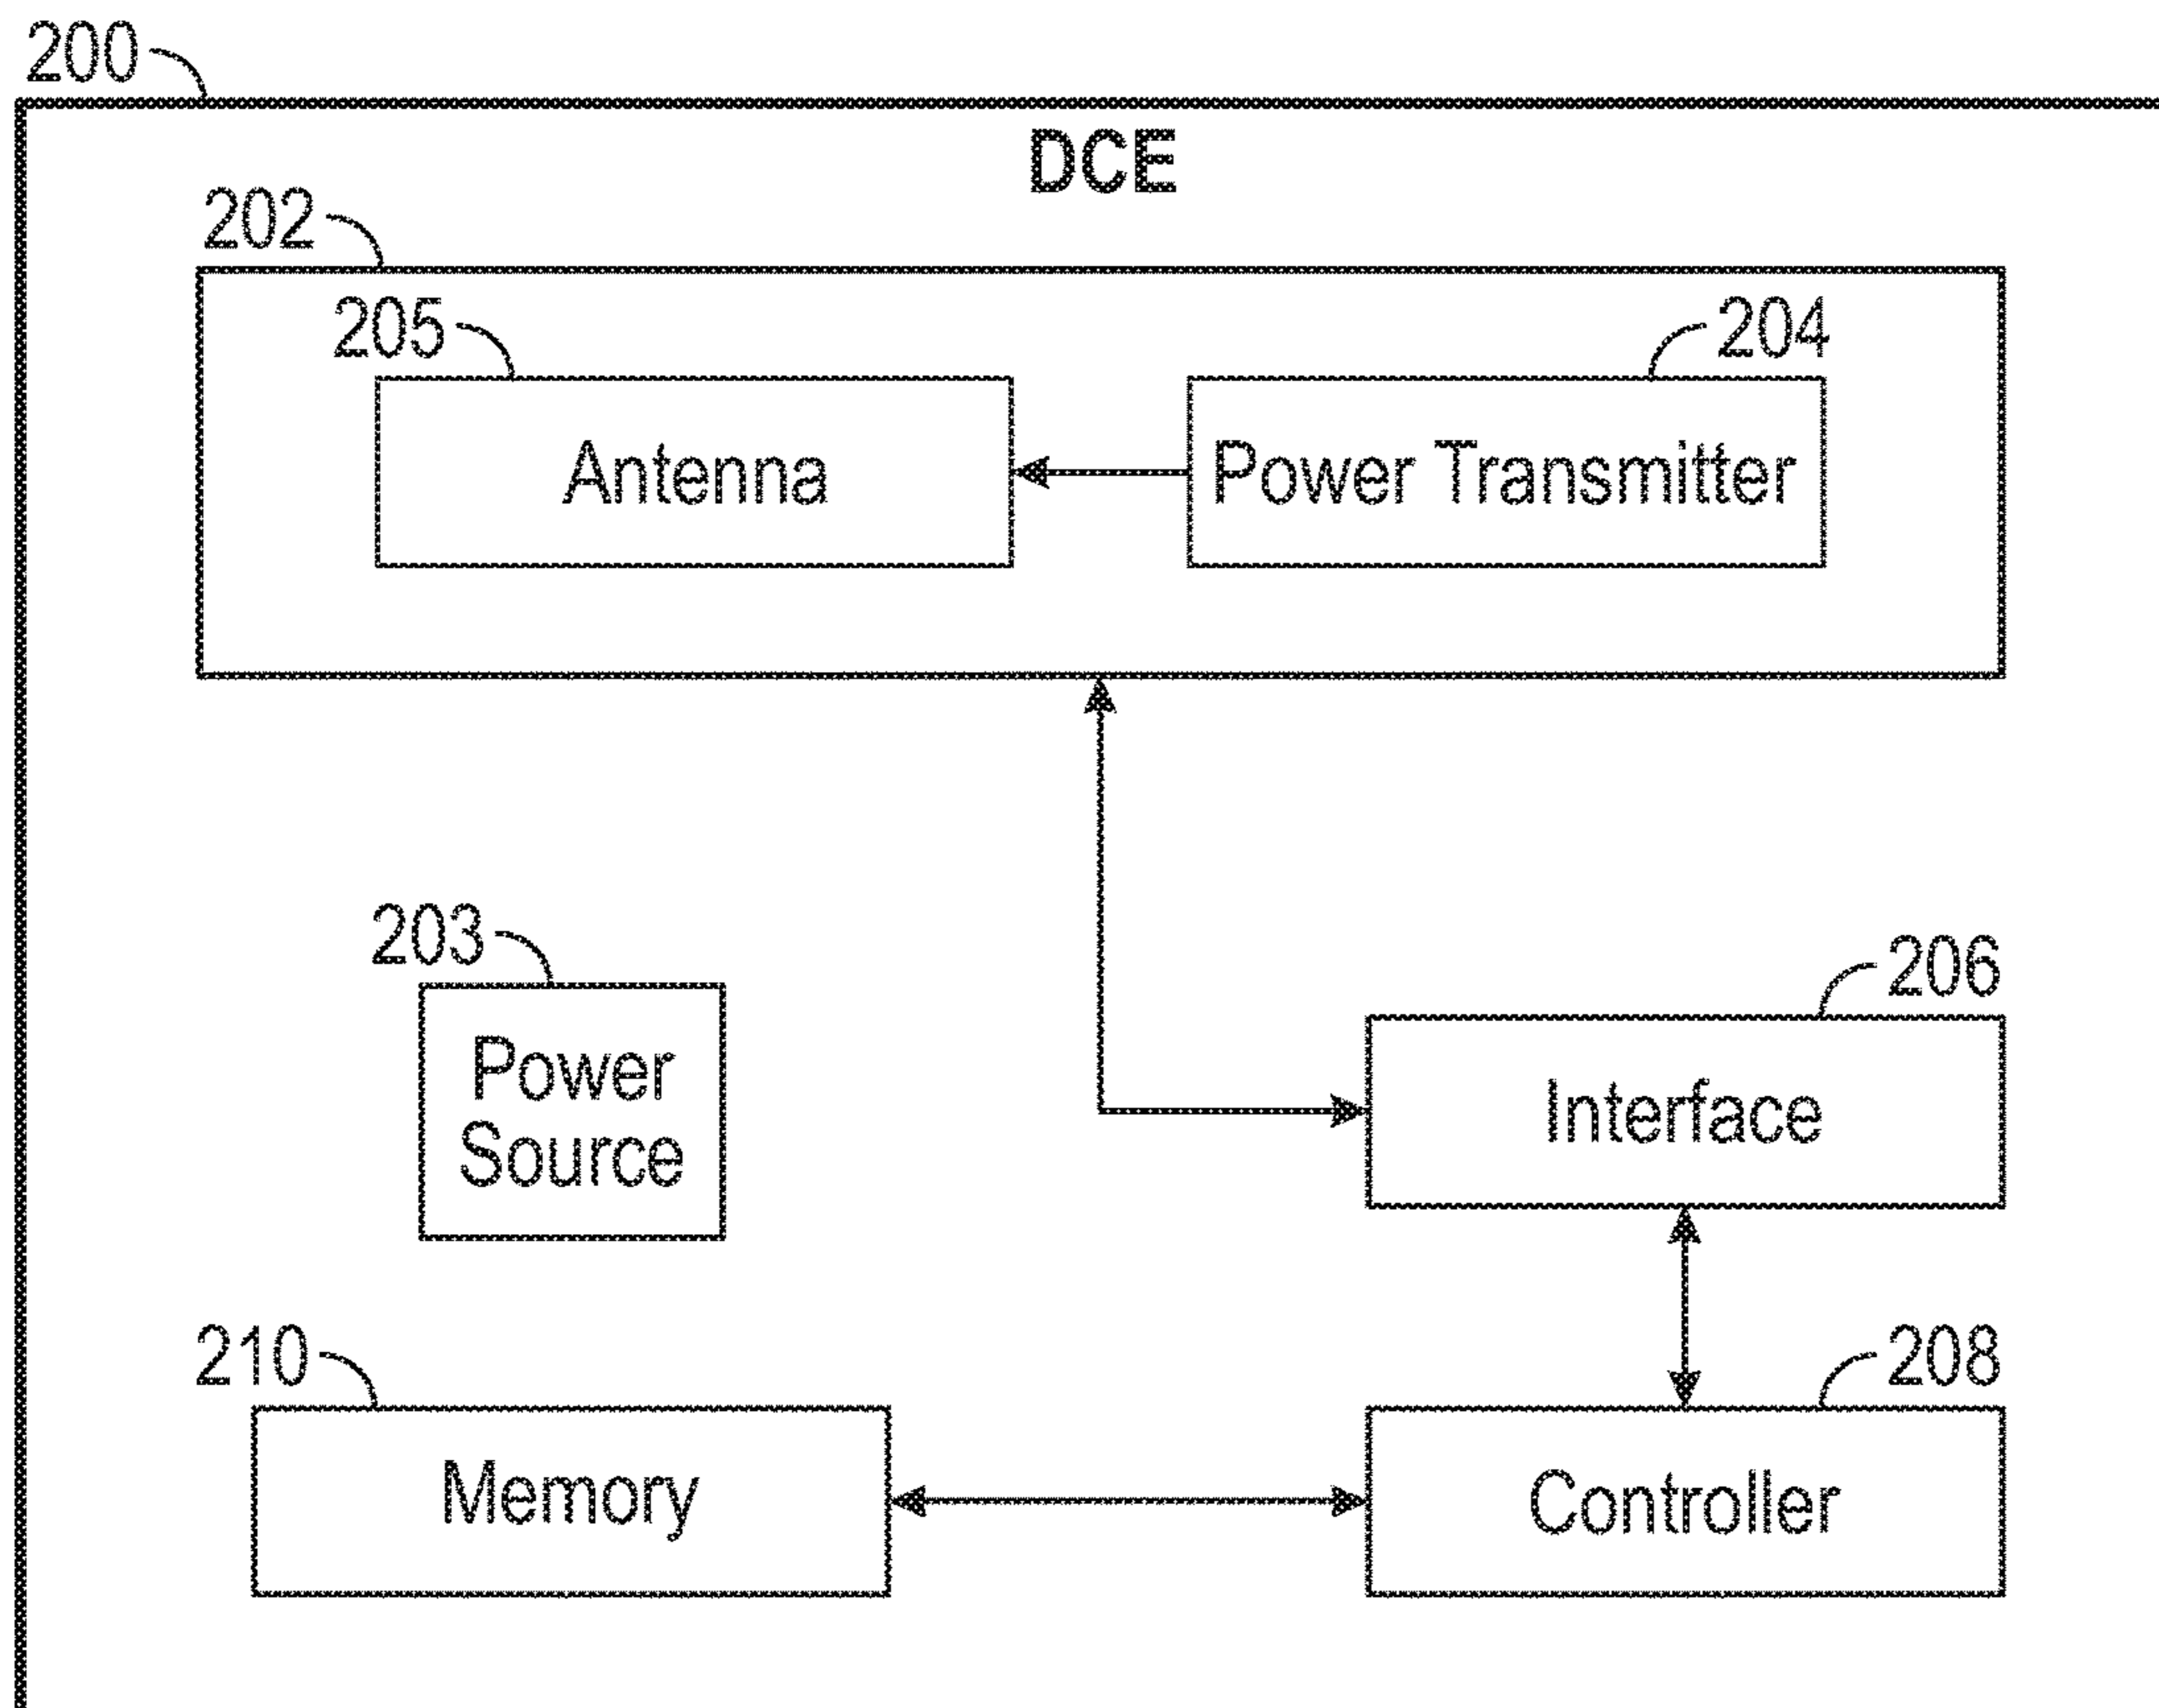 200
DCE
202
205
204
Antenna
Power Transmitter
203
206
Power
Source
Interface
210
208
Memory
Controller